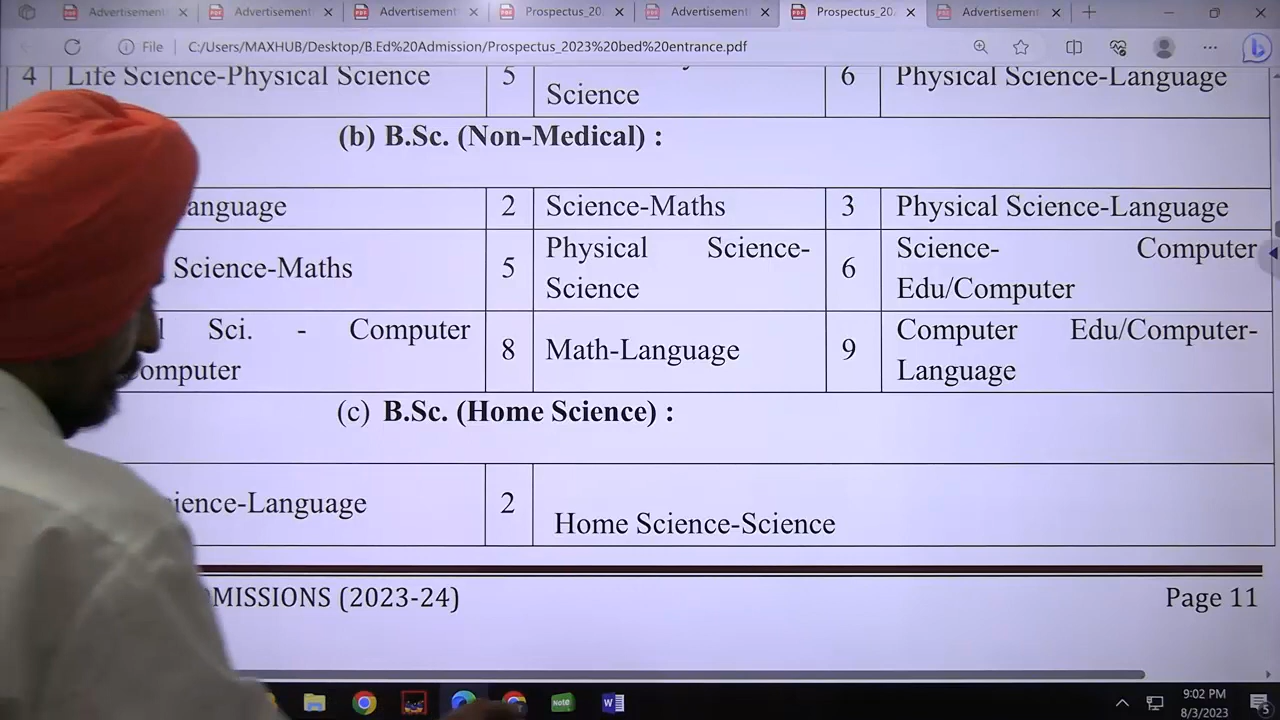 Advertisement Advertisement Advertisement Prospectus_20 Advertisement Prospectus_20 Advertisement
File C:/Users/MAXHUB/Desktop/B.Ed%20Admission/Prospectus_2023%20bed%20entrance.pdf
4 Life Science-Physical Science 5 Science 6 Physical Science-Language
(b) B.Sc. (Non-Medical) :
anguage 2 Science-Maths 3 Physical Science-Language
Science-Maths 5 Physical Science-Science 6 Science- Computer Edu/Computer
Sci. - Computer omputer 8 Math-Language 9 Computer Edu/Computer-Language
(c) B.Sc. (Home Science) :
ience-Language 2 Home Science-Science
MISSIONS (2023-24) Page 11
Note W
9:02 PM
8/3/2023 5